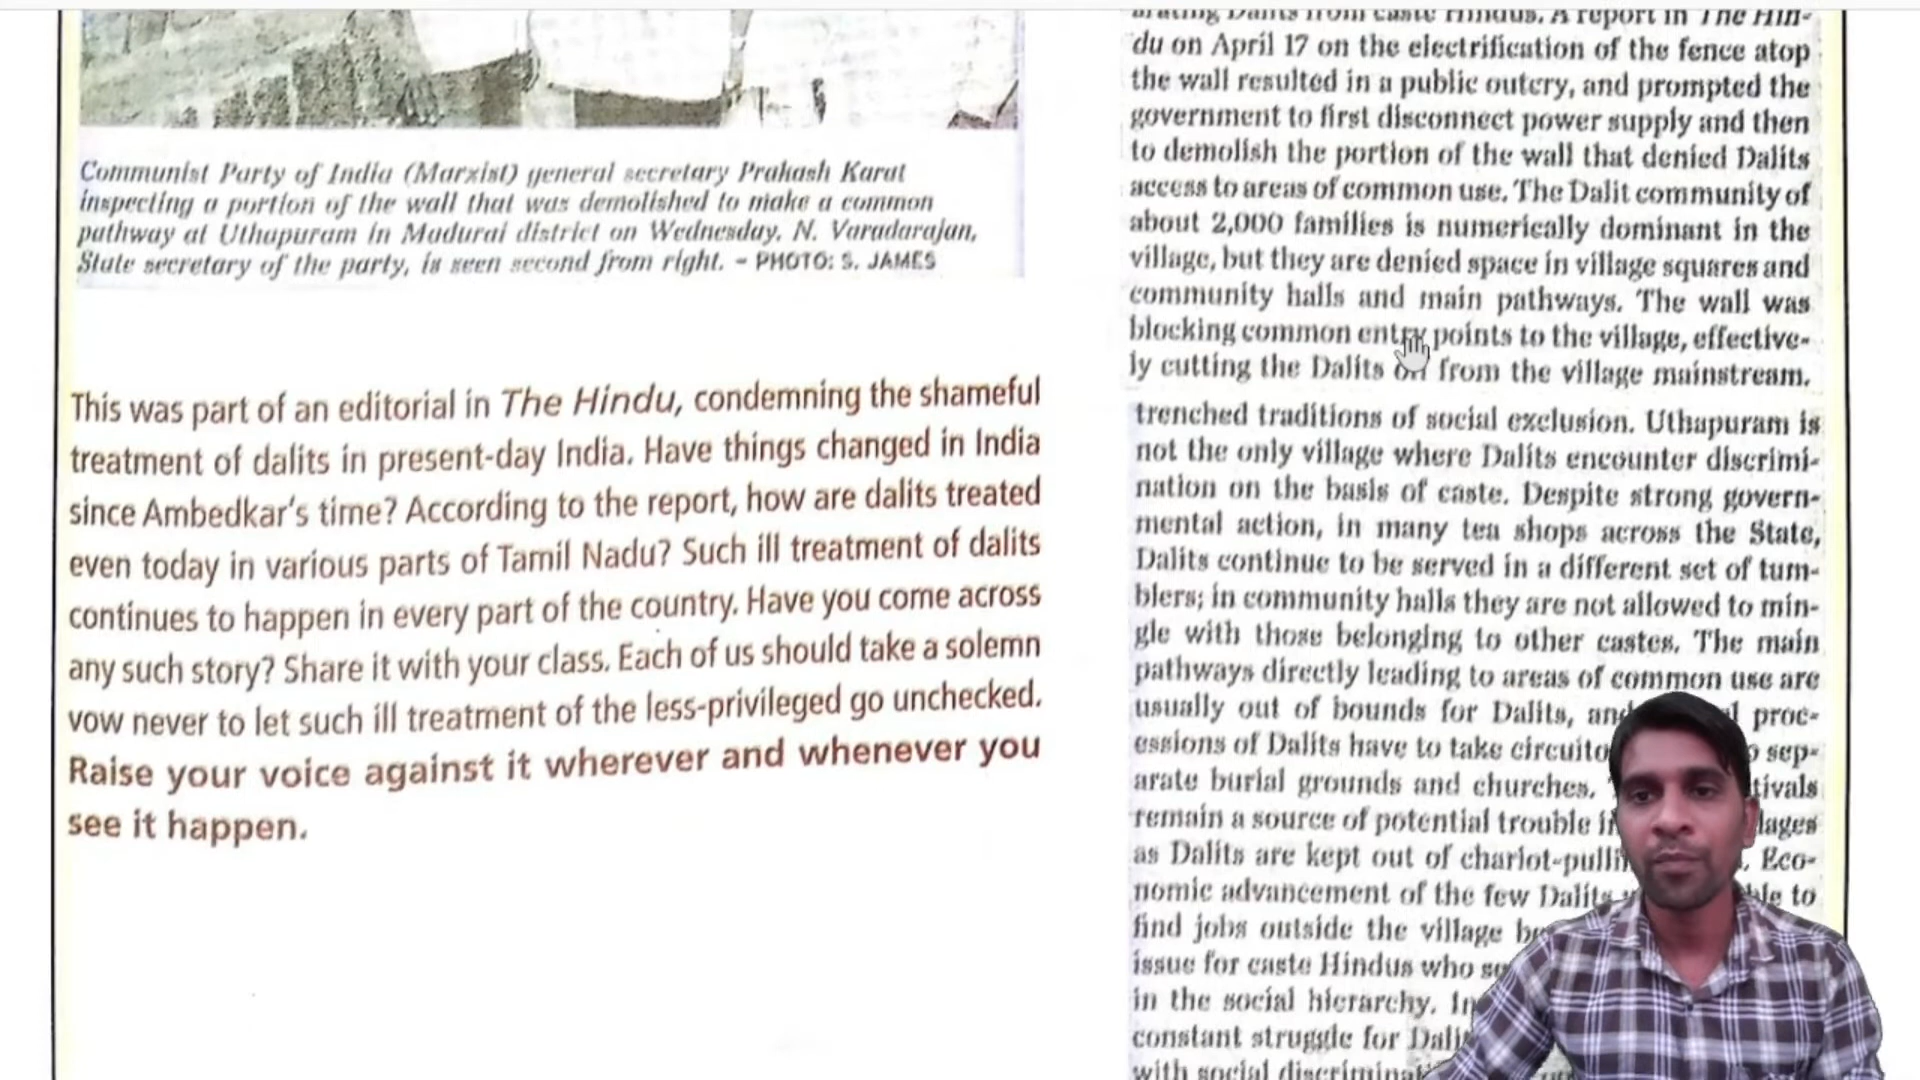 Communist Party of India (Marxist) general secretary Prakash Karat
inspecting a portion of the wall that was demolished to make a common
pathway at Uthapuram in Madurai district on Wednesday. N. Varadarajan,
State secretary of the party, is seen second from right. – PHOTO: S. JAMES
This was part of an editorial in The Hindu, condemning the shameful
treatment of dalits in present-day India. Have things changed in India
since Ambedkar's time? According to the report, how are dalits treated
even today in various parts of Tamil Nadu? Such ill treatment of dalits
continues to happen in every part of the country. Have you come across
any such story? Share it with your class. Each of us should take a solemn
vow never to let such ill treatment of the less-privileged go unchecked.
Raise your voice against it wherever and whenever you
see it happen.
arating Dalits from caste Hindus. A report in The Hin-
du on April 17 on the electrification of the fence atop
the wall resulted in a public outcry, and prompted the
government to first disconnect power supply and then
to demolish the portion of the wall that denied Dalits
access to areas of common use. The Dalit community of
about 2,000 families is numerically dominant in the
village, but they are denied space in village squares and
community halls and main pathways. The wall was
blocking common entry points to the village, effective-
ly cutting the Dalits off from the village mainstream.
trenched traditions of social exclusion. Uthapuram is
not the only village where Dalits encounter discrimi-
nation on the basis of caste. Despite strong govern-
mental action, in many tea shops across the State,
Dalits continue to be served in a different set of tum-
blers; in community halls they are not allowed to min-
gle with those belonging to other castes. The main
pathways directly leading to areas of common use are
usually out of bounds for Dalits, and proc-
essions of Dalits have to take sep-
arate burial grounds and churches.
remain a source of potential trouble
as Dalits are kept out of Eco-
nomic advancement of the few Dalits to
find jobs outside the village
issue for caste Hindus who
in the social hierarchy.
constant struggle for
with social